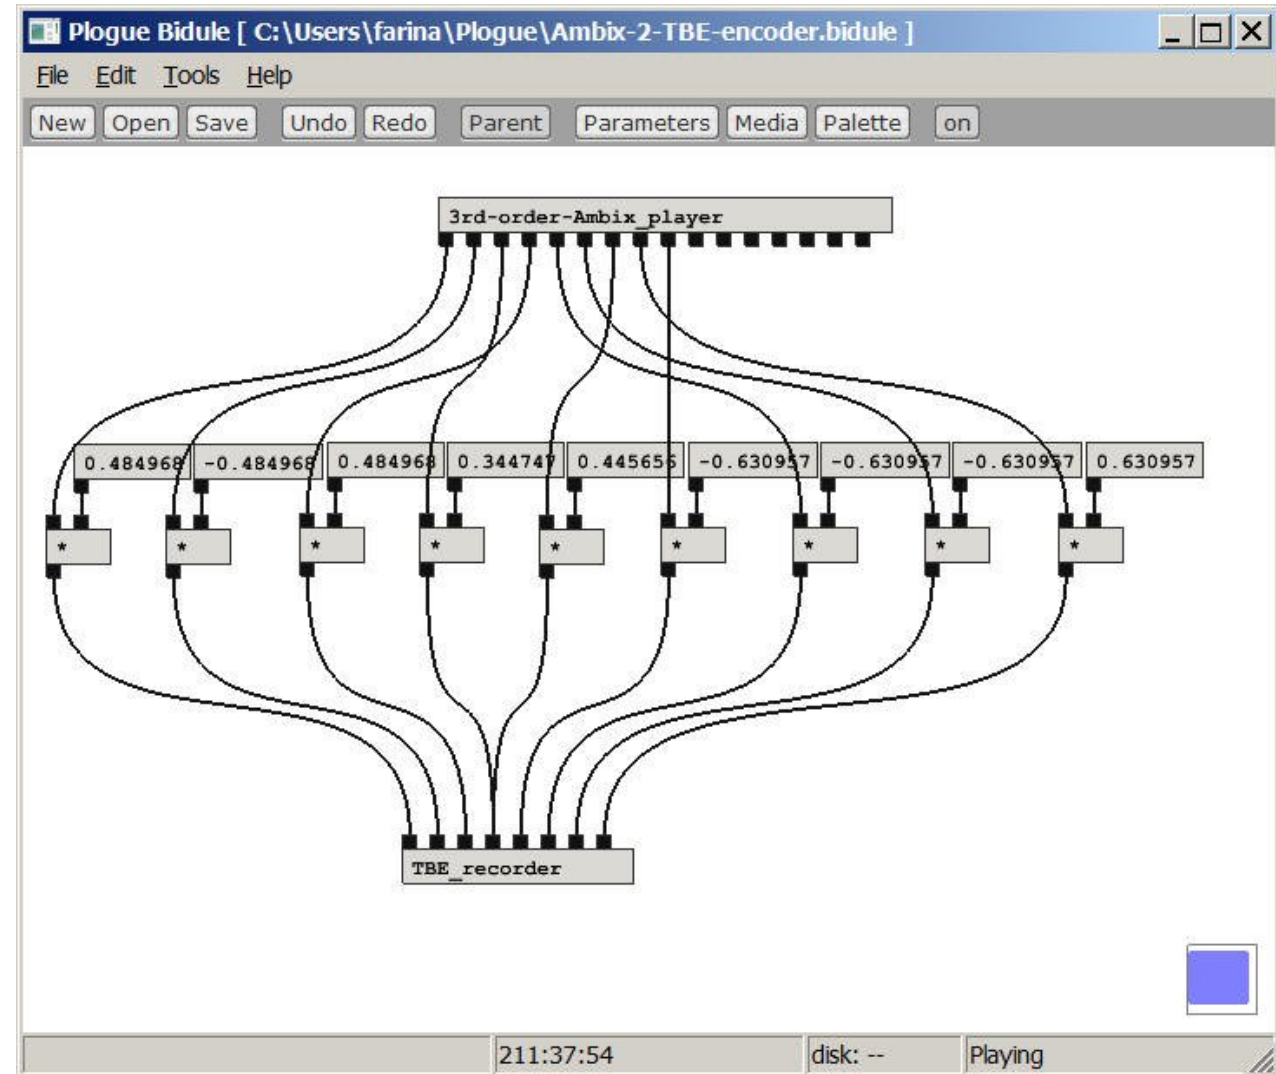 Plogue Bidule [ C:\Users\farina\Plogue\Ambix-2-TBE-encoder.bidule ]
File Edit Tools Help
New Open Save Undo Redo Parent Parameters Media Palette on
3rd-order-Ambix_player
0.484968 -0.484968 0.484968 0.344747 0.445656 -0.630957 -0.630957 -0.630957 0.630957
* * * * * * * * *
TBE_recorder
211:37:54 disk: -- Playing